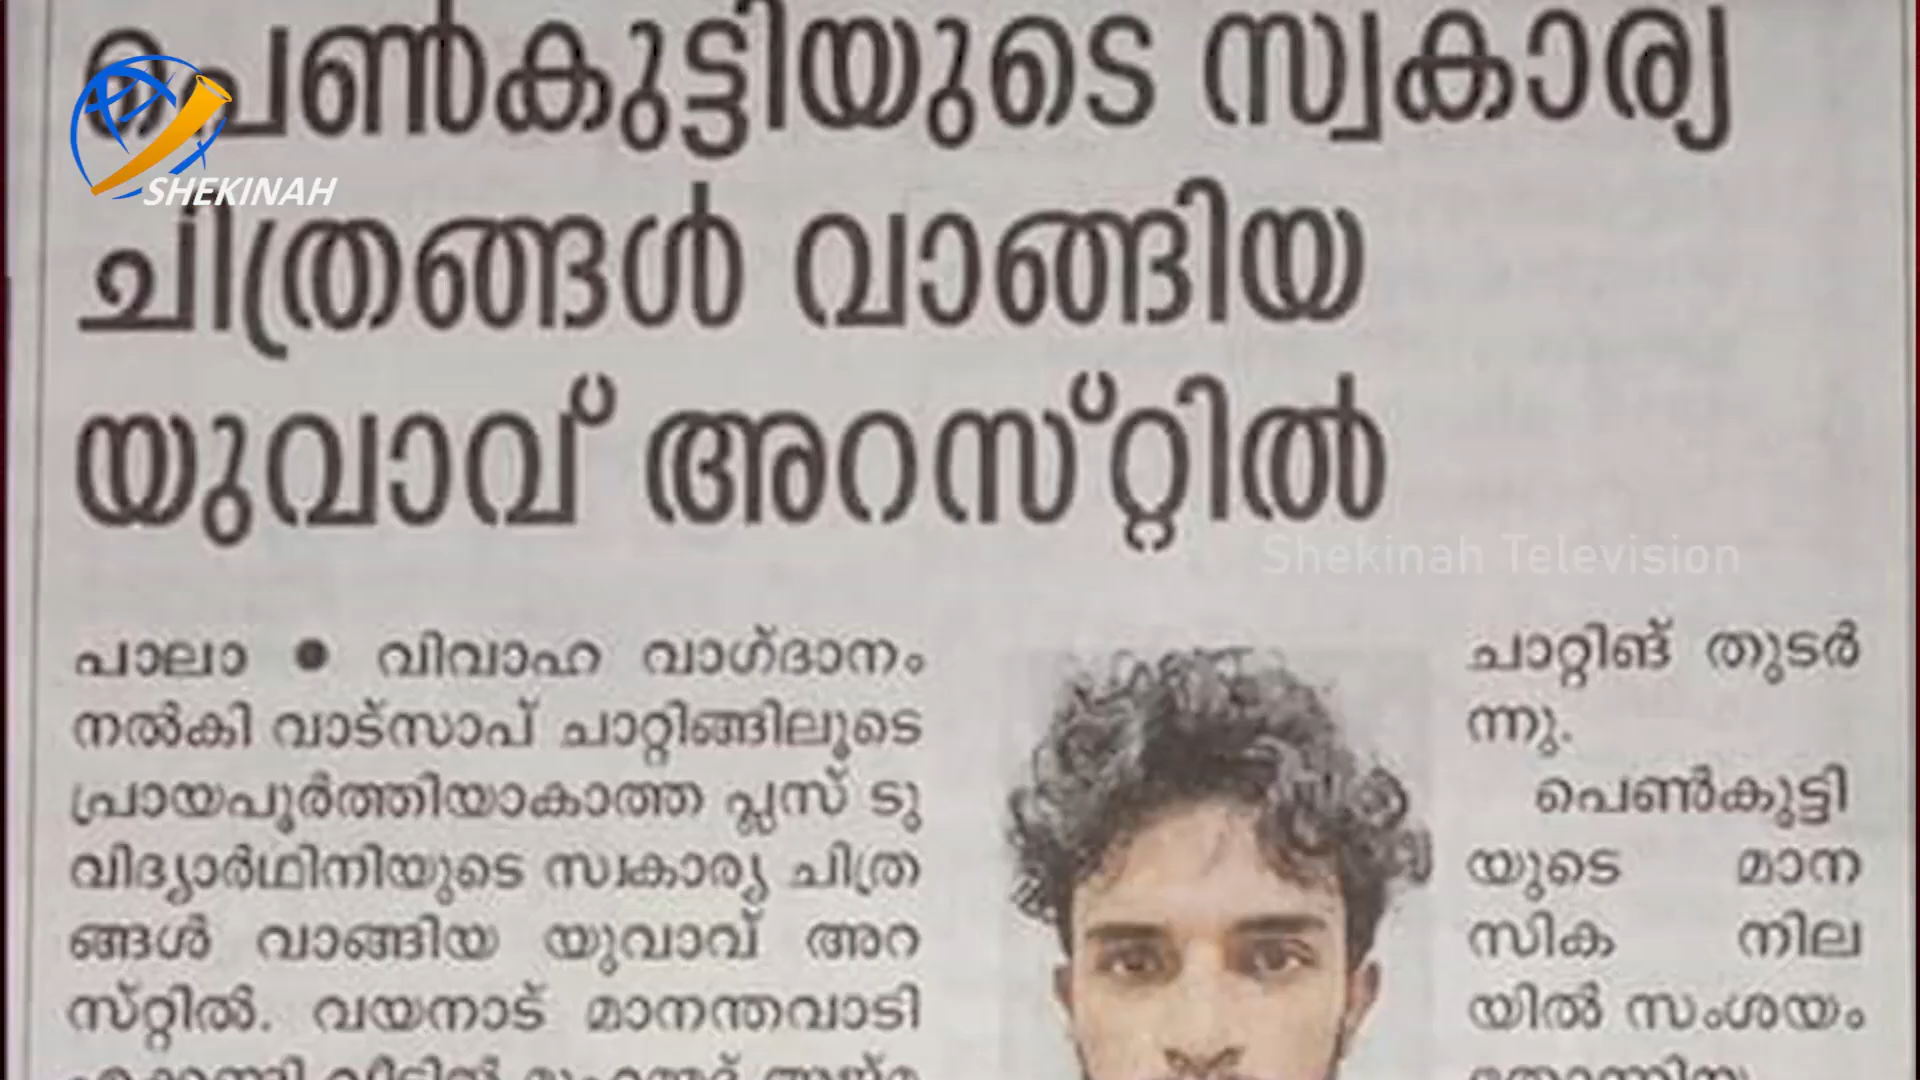 പെൺകുട്ടിയുടെ സ്വകാര്യ
ചിത്രങ്ങൾ വാങ്ങിയ
യുവാവ് അറസ്റ്റിൽ
SHEKINAH
Shekinah Television
പാലാ • വിവാഹ വാഗ്ദാനം
നൽകി വാട്സാപ് ചാറ്റിങ്ങിലൂടെ
പ്രായപൂർത്തിയാകാത്ത പ്ലസ് ടു
വിദ്യാർഥിനിയുടെ സ്വകാര്യ ചിത്ര
ങ്ങൾ വാങ്ങിയ യുവാവ് അറ
സ്റ്റിൽ. വയനാട് മാനന്തവാടി
ചാറ്റിങ് തുടർ
ന്നു.
പെൺകുട്ടി
യുടെ മാന
സിക നില
യിൽ സംശയം